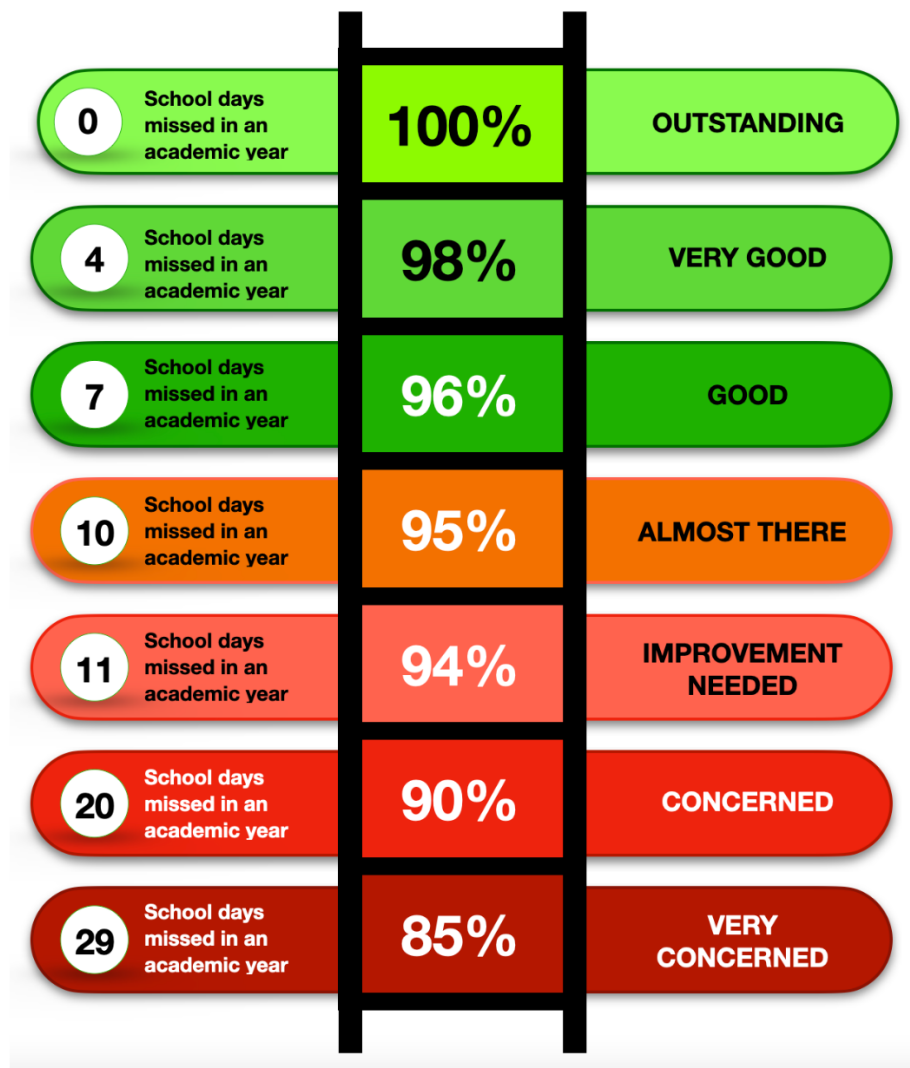 0
School days
missed in an
academic year
100%
OUTSTANDING
4
School days
missed in an
academic year
98%
VERY GOOD
7
School days
missed in an
academic year
96%
GOOD
10
School days
missed in an
academic year
95%
ALMOST THERE
11
School days
missed in an
academic year
94%
IMPROVEMENT
NEEDED
20
School days
missed in an
academic year
90%
CONCERNED
29
School days
missed in an
academic year
85%
VERY
CONCERNED